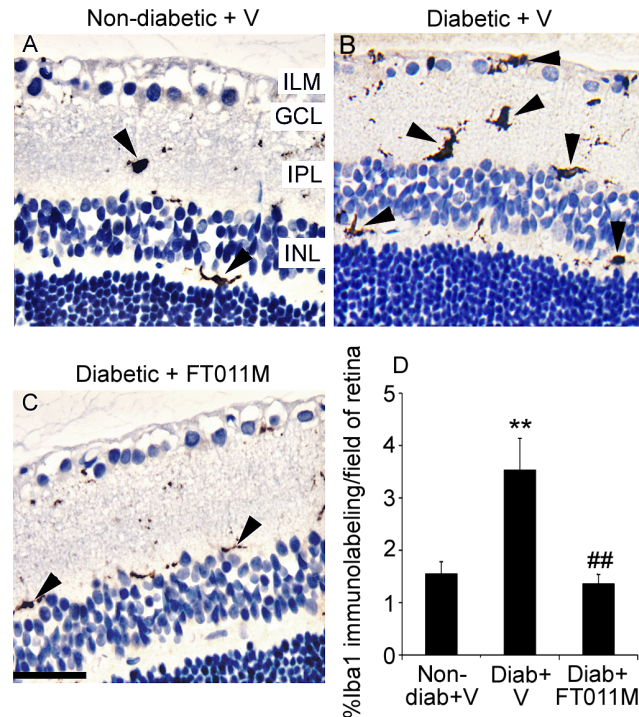 Non-diabetic + V
Diabetic + V
A
ILM
GCL
IPL
INL
B
Diabetic + FT011M
C
D
%Iba1 immunolabeling/field of retina
5
4
3
2
1
0
**
##
Non-
diab+V
Diab+
V
Diab+
FT011M